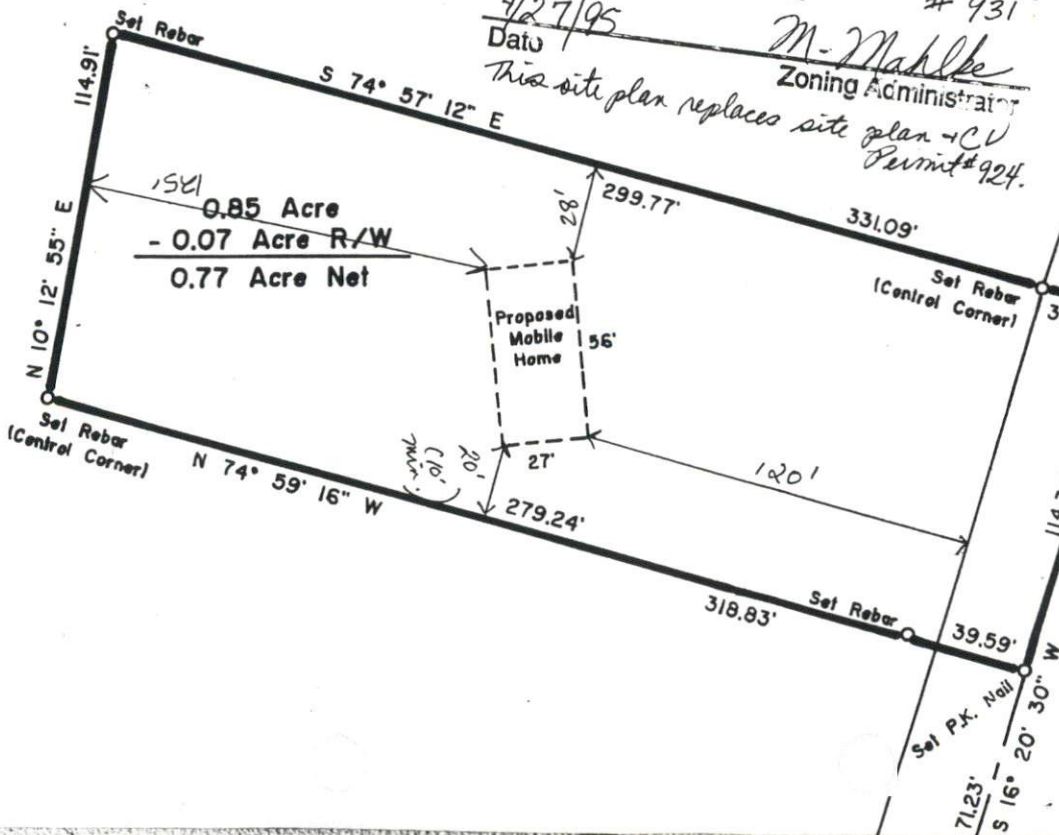 # 931
4/27/95
M. Mahlke
Date
Zoning Administrator
This site plan replaces site plan + CU
Permit # 924.
Set Rebar
114.91'
S 74° 57' 12" E
299.77'
331.09'
28'
0.85 Acre
- 0.07 Acre R/W
0.77 Acre Net
Set Rebar
(Control Corner)
N 10° 12' 55" E
Proposed
Mobile
Home
56'
27'
Set Rebar
(Control Corner)
N 74° 59' 16" W
20'
(10'
min.)
279.24'
120'
318.83'
Set Rebar
39.59'
Set P.K. Nail
S 16° 20' 30" W
71.23'